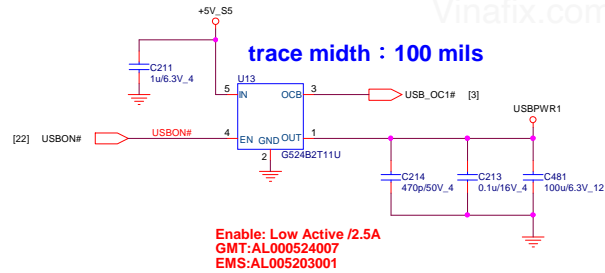 Vinafix.com
+5V_S5
trace midth：100 mils
C211
1u/6.3V_4
U13
5 IN OCB 3
USB_OC1# [3]
USBPWR1
[22] USBON# USBON# 4 EN GND OUT 1
2 G524B2T11U
C214
470p/50V_4
C213
0.1u/16V_4
C481
100u/6.3V_12
Enable: Low Active /2.5A
GMT:AL000524007
EMS:AL005203001